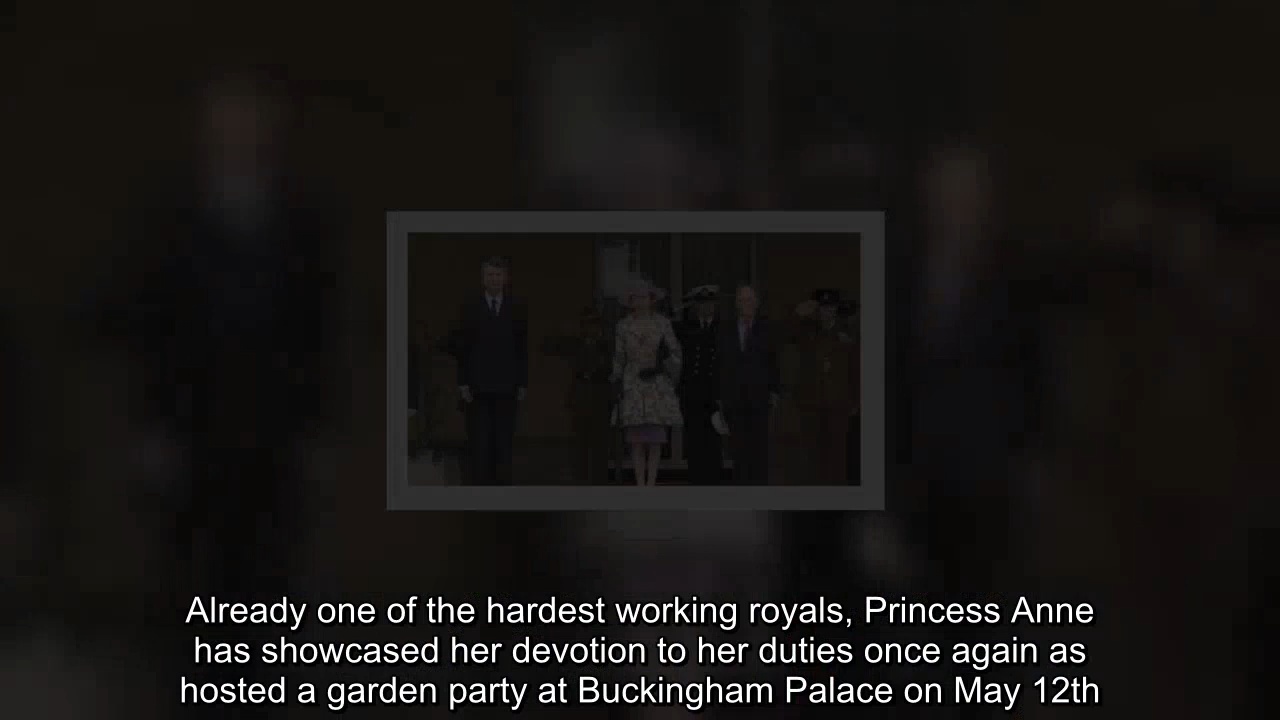 Already one of the hardest working royals, Princess Anne
has showcased her devotion to her duties once again as
hosted a garden party at Buckingham Palace on May 12th